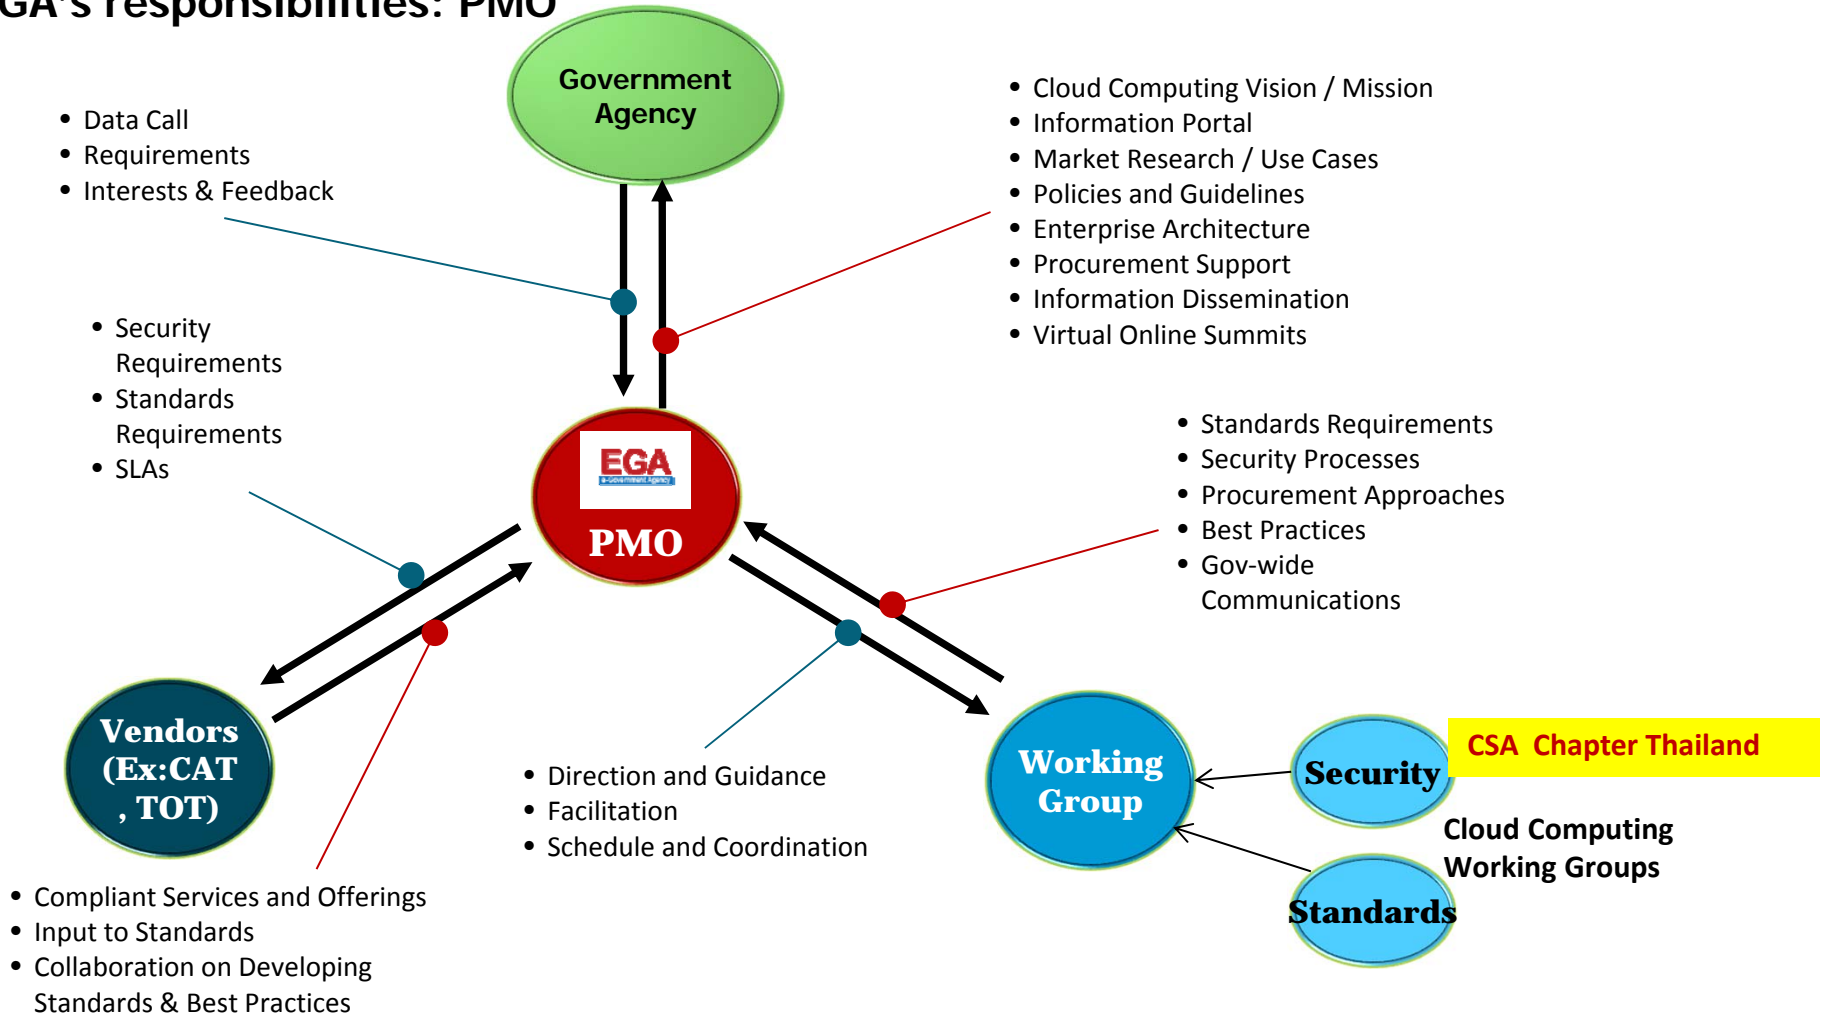 GA's responsibilities: PMO
Government
Agency
• Data Call
• Requirements
• Interests & Feedback
• Cloud Computing Vision / Mission
• Information Portal
• Market Research / Use Cases
• Policies and Guidelines
• Enterprise Architecture
• Procurement Support
• Information Dissemination
• Virtual Online Summits
• Security
Requirements
• Standards
Requirements
• SLAs
EGA
e-Government Agency
PMO
• Standards Requirements
• Security Processes
• Procurement Approaches
• Best Practices
• Gov-wide
Communications
Vendors
(Ex:CAT
, TOT)
• Direction and Guidance
• Facilitation
• Schedule and Coordination
Working
Group
Security
CSA Chapter Thailand
Cloud Computing
Working Groups
Standards
• Compliant Services and Offerings
• Input to Standards
• Collaboration on Developing
Standards & Best Practices